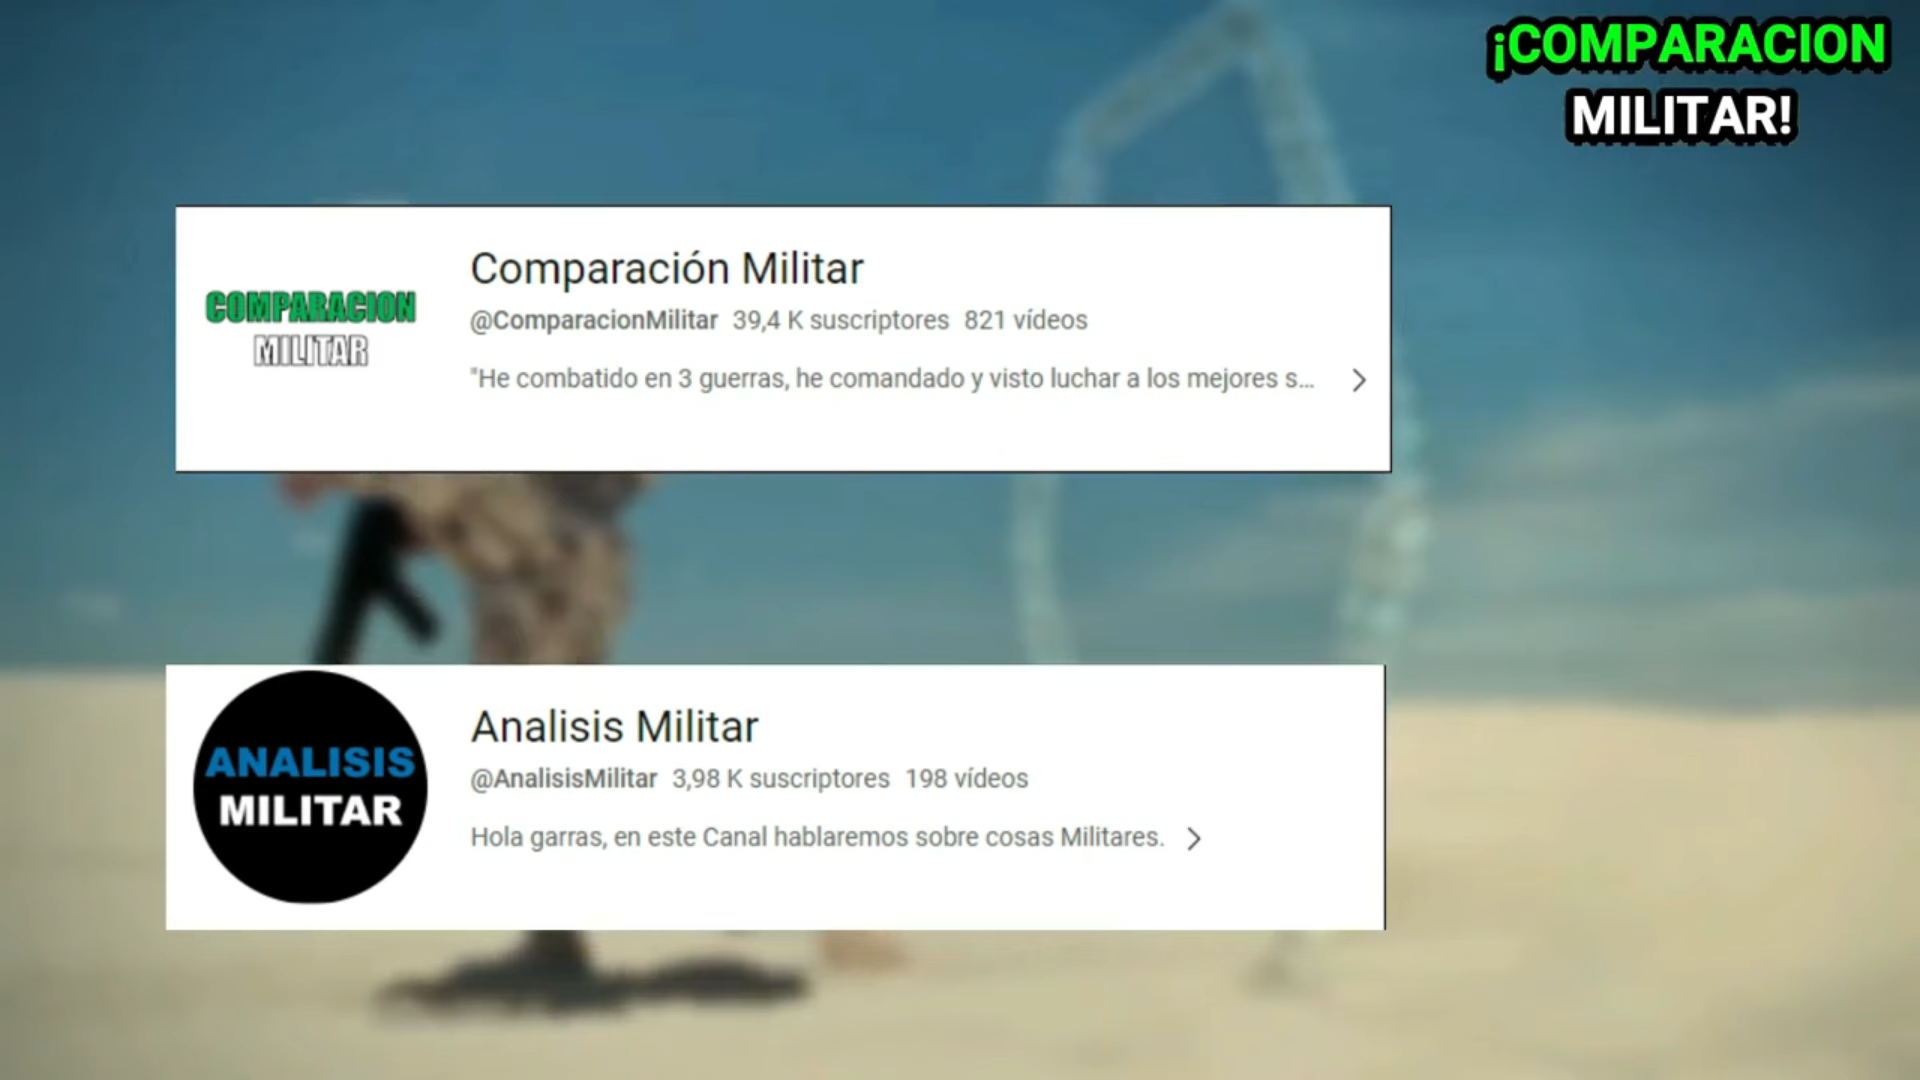 ¡COMPARACION
MILITAR!
COMPARACION
MILITAR
Comparación Militar
@ComparacionMilitar 39,4 K suscriptores 821 vídeos
"He combatido en 3 guerras, he comandado y visto luchar a los mejores s...
ANALISIS
MILITAR
Analisis Militar
@AnalisisMilitar 3,98 K suscriptores 198 vídeos
Hola garras, en este Canal hablaremos sobre cosas Militares.